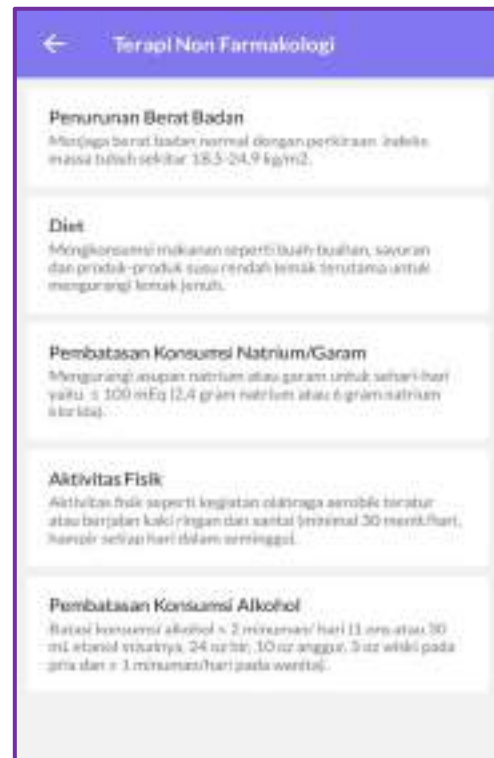 Terapi Non Farmakologi
Penurunan Berat Badan
Menjaga berat badan normal dengan perkiraan indeks
massa tubuh sekitar 18,5-24,9 kg/m2.
Diet
Mengkonsumsi makanan seperti buah-buahan, sayuran
dan produk-produk susu rendah lemak terutama untuk
mengurangi lemak jenuh.
Pembatasan Konsumsi Natrium/Garam
Mengurangi asupan natrium atau garam untuk sehari-hari
yaitu ≤ 100 mEq (2,4 gram natrium atau 6 gram natrium
klorida).
Aktivitas Fisik
Aktivitas fisik seperti kegiatan olahraga aerobik teratur
atau berjalan kaki ringan dan santai (minimal 30 menit/hari,
hampir setiap hari dalam seminggu).
Pembatasan Konsumsi Alkohol
Batasi konsumsi alkohol 2 minuman/ hari (1 ons atau 30
mL etanol misalnya, 24 oz bir, 10 oz anggur, 3 oz wiski pada
pria dan 1 minuman/hari pada wanita).